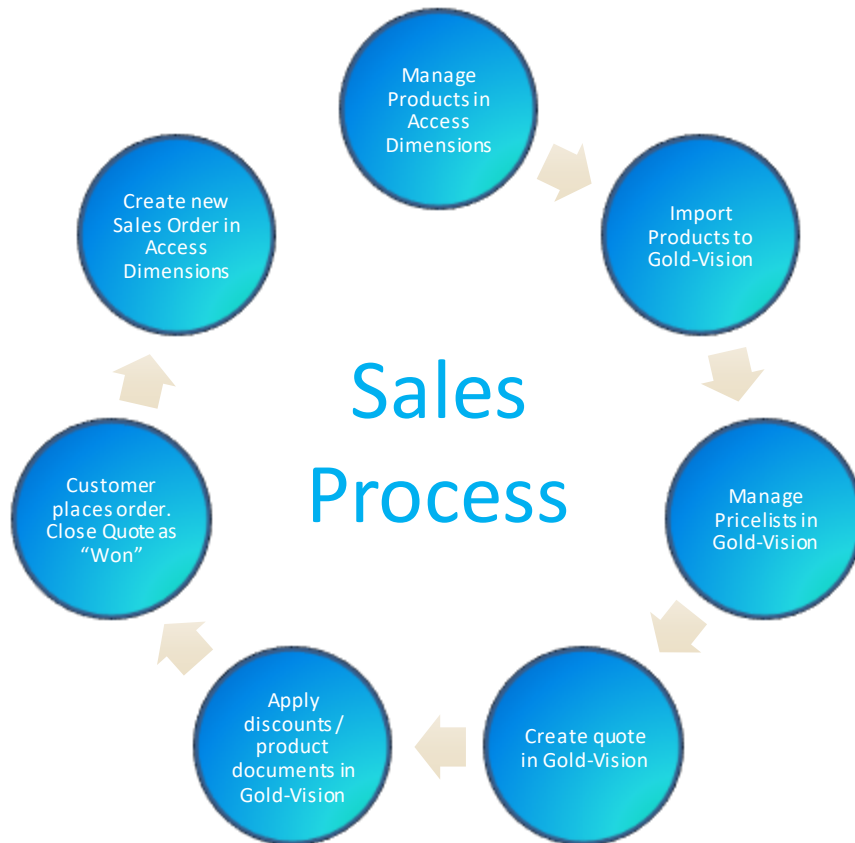 Manage
Products in
Access
Dimensions
Import
Products to
Gold-Vision
Manage
Pricelists in
Gold-Vision
Create quote
in Gold-Vision
Apply
discounts /
product
documents in
Gold-Vision
Customer
places order.
Close Quote as
“Won”
Create new
Sales Order in
Access
Dimensions
Sales
Process